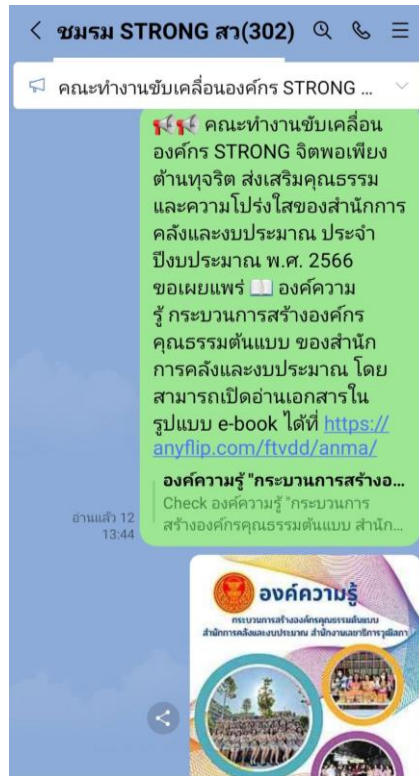 ชมรม STRONG สว(302)
คณะทำงานขับเคลื่อนองค์กร STRONG ...
📢📢 คณะทำงานขับเคลื่อน
องค์กร STRONG จิตพอเพียง
ต้านทุจริต ส่งเสริมคุณธรรม
และความโปร่งใสของสำนักการ
คลังและงบประมาณ ประจำ
ปีงบประมาณ พ.ศ. 2566
ขอเผยแพร่ 📖 องค์ความ
รู้ กระบวนการสร้างองค์กร
คุณธรรมต้นแบบ ของสำนัก
การคลังและงบประมาณ โดย
สามารถเปิดอ่านเอกสารใน
รูปแบบ e-book ได้ที่ https://
anyflip.com/ftvdd/anma/
องค์ความรู้ "กระบวนการสร้างอ...
Check องค์ความรู้ "กระบวนการ
สร้างองค์กรคุณธรรมต้นแบบ สำนัก...
อ่านแล้ว 12
13:44
องค์ความรู้
กระบวนการสร้างองค์กรคุณธรรมต้นแบบ
สำนักการคลังและงบประมาณ สำนักงานเลขาธิการวุฒิสภา